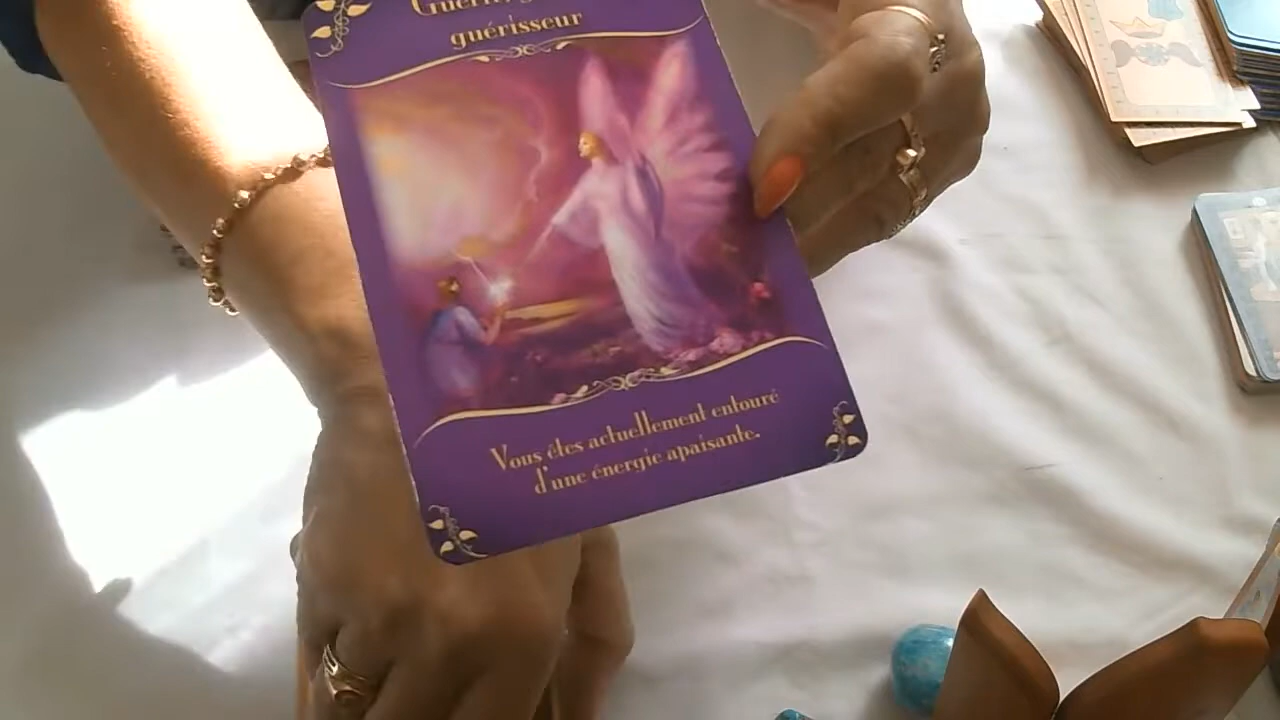 guérisseur
Vous êtes actuellement entouré
d'une énergie apaisante.